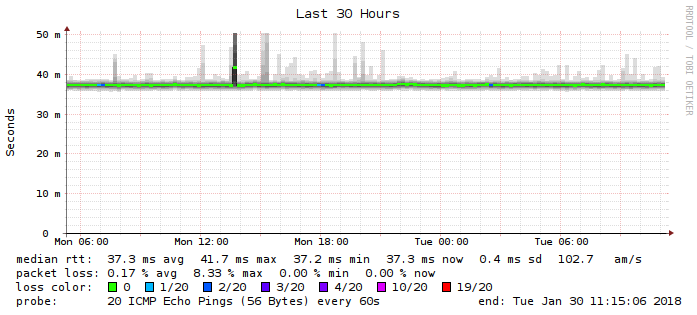 Last 30 Hours
RRDTOOL / TOBI OETIKER
Seconds
50 m
40 m
30 m
20 m
10 m
0
Mon 06:00 Mon 12:00 Mon 18:00 Tue 00:00 Tue 06:00
median rtt: 37.3 ms avg 41.7 ms max 37.2 ms min 37.3 ms now 0.4 ms sd 102.7 am/s
packet loss: 0.17 % avg 8.33 % max 0.00 % min 0.00 % now
loss color: 0 1/20 2/20 3/20 4/20 10/20 19/20
probe: 20 ICMP Echo Pings (56 Bytes) every 60s end: Tue Jan 30 11:15:06 2018